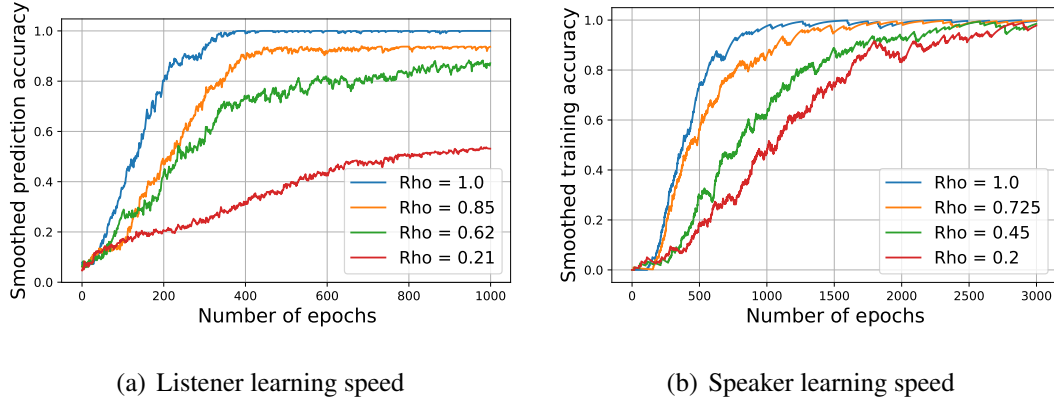 Smoothed prediction accuracy
1.0
0.8
0.6
0.4
0.2
0.0
0
200
400
600
800
1000
Number of epochs
Rho = 1.0
Rho = 0.85
Rho = 0.62
Rho = 0.21
(a) Listener learning speed
Smoothed training accuracy
1.0
0.8
0.6
0.4
0.2
0.0
0
500
1000
1500
2000
2500
3000
Number of epochs
Rho = 1.0
Rho = 0.725
Rho = 0.45
Rho = 0.2
(b) Speaker learning speed